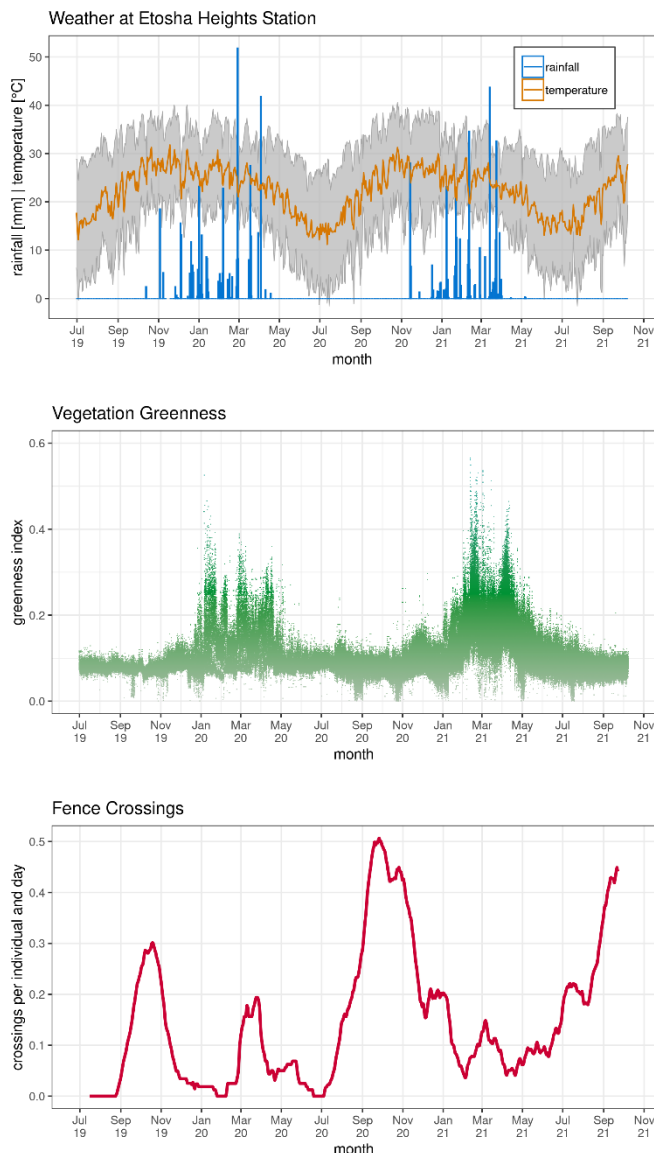 Weather at Etosha Heights Station
rainfall [mm] | temperature [°C]
50
40
30
20
10
0
rainfall
temperature
Jul Sep Nov Jan Mar May Jul Sep Nov Jan Mar May Jul Sep Nov
19 19 19 20 20 20 20 20 20 21 21 21 21 21 21
month
Vegetation Greenness
greenness index
0.6
0.4
0.2
0.0
Jul Sep Nov Jan Mar May Jul Sep Nov Jan Mar May Jul Sep Nov
19 19 19 20 20 20 20 20 20 21 21 21 21 21 21
month
Fence Crossings
crossings per individual and day
0.5
0.4
0.3
0.2
0.1
0.0
Jul Sep Nov Jan Mar May Jul Sep Nov Jan Mar May Jul Sep Nov
19 19 19 20 20 20 20 20 20 21 21 21 21 21 21
month